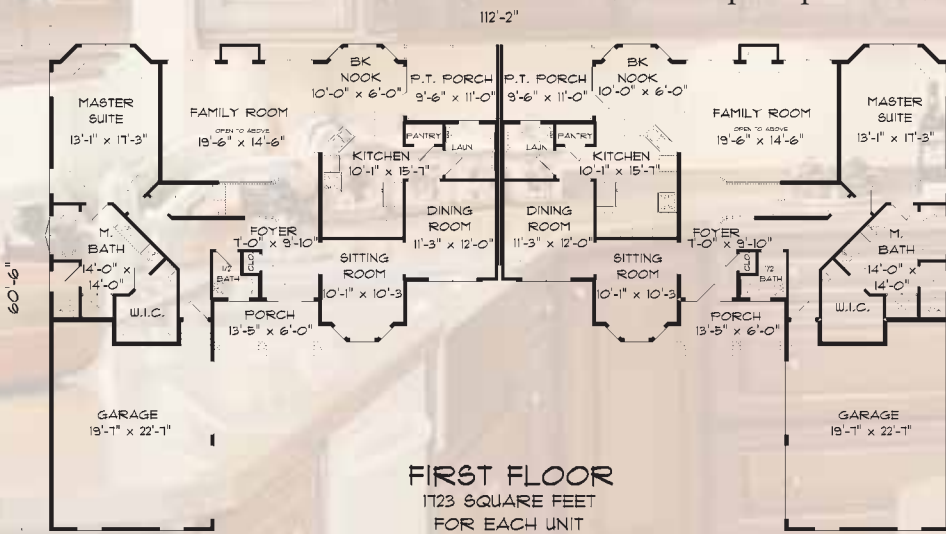 112'-2"
60'-6"
MASTER
SUITE
13'-1" x 17'-3"
FAMILY ROOM
OPEN TO ABOVE
19'-6" x 14'-6"
BK
NOOK
10'-0" x 6'-0"
P.T. PORCH
9'-6" x 11'-0"
PANTRY
LAUN
KITCHEN
10'-1" x 15'-7"
DINING
ROOM
11'-3" x 12'-0"
FOYER
7'-0" x 9'-10"
M.
BATH
14'-0" x
14'-0"
W.I.C.
1/2
BATH
CLO
SITTING
ROOM
10'-1" x 10'-3
PORCH
13'-5" x 6'-0"
GARAGE
19'-7" x 22'-7"
P.T. PORCH
9'-6" x 11'-0"
BK
NOOK
10'-0" x 6'-0"
FAMILY ROOM
OPEN TO ABOVE
19'-6" x 14'-6"
MASTER
SUITE
13'-1" x 17'-3"
LAUN
PANTRY
KITCHEN
10'-1" x 15'-7"
DINING
ROOM
11'-3" x 12'-0"
FOYER
7'-0" x 9'-10"
M.
BATH
14'-0" x
14'-0"
W.I.C.
CLO
1/2
BATH
SITTING
ROOM
10'-1" x 10'-3
PORCH
13'-5" x 6'-0"
GARAGE
19'-7" x 22'-7"
FIRST FLOOR
1723 SQUARE FEET
FOR EACH UNIT